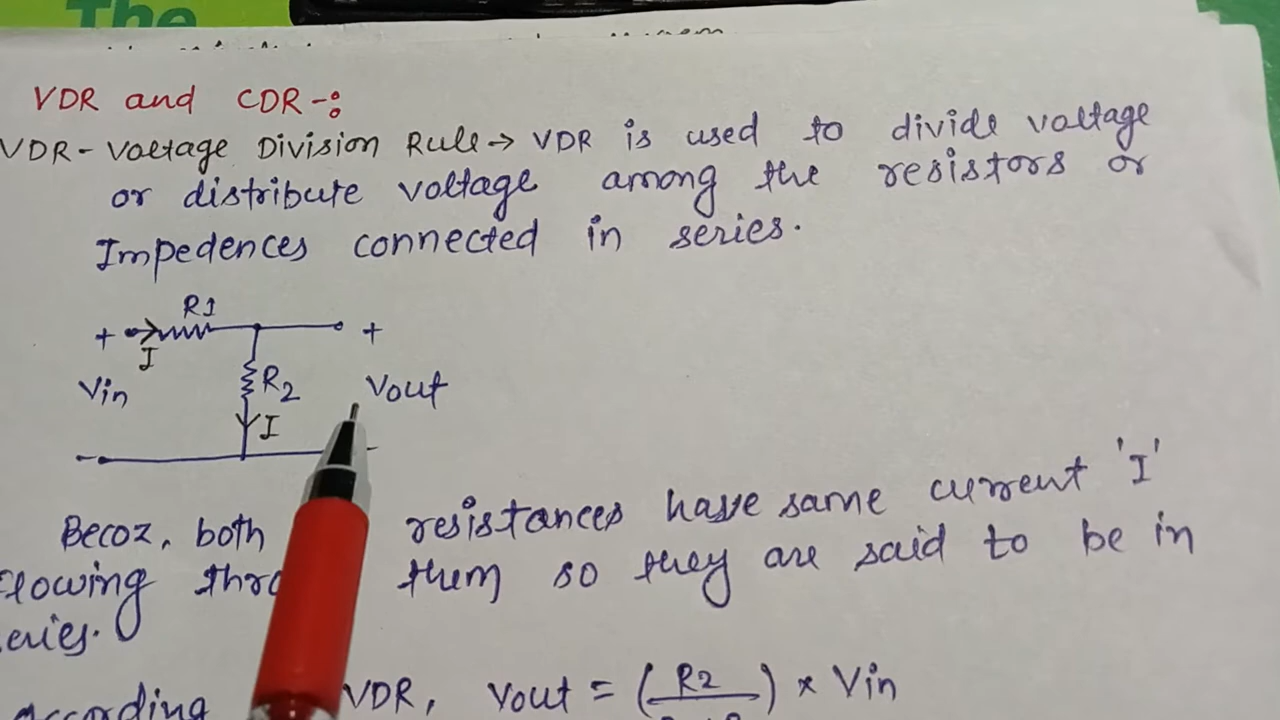 The
VDR and CDR-:
VDR - Voltage Division Rule → VDR is used to divide voltage
or distribute voltage among the resistors or
Impedences connected in series.
R1
+ +
I
Vin R2 Vout
I
- -
'I'
Becoz, both resistances have same current
flowing them so they are said to be in
series.
According VDR, Vout = (R2/) × Vin